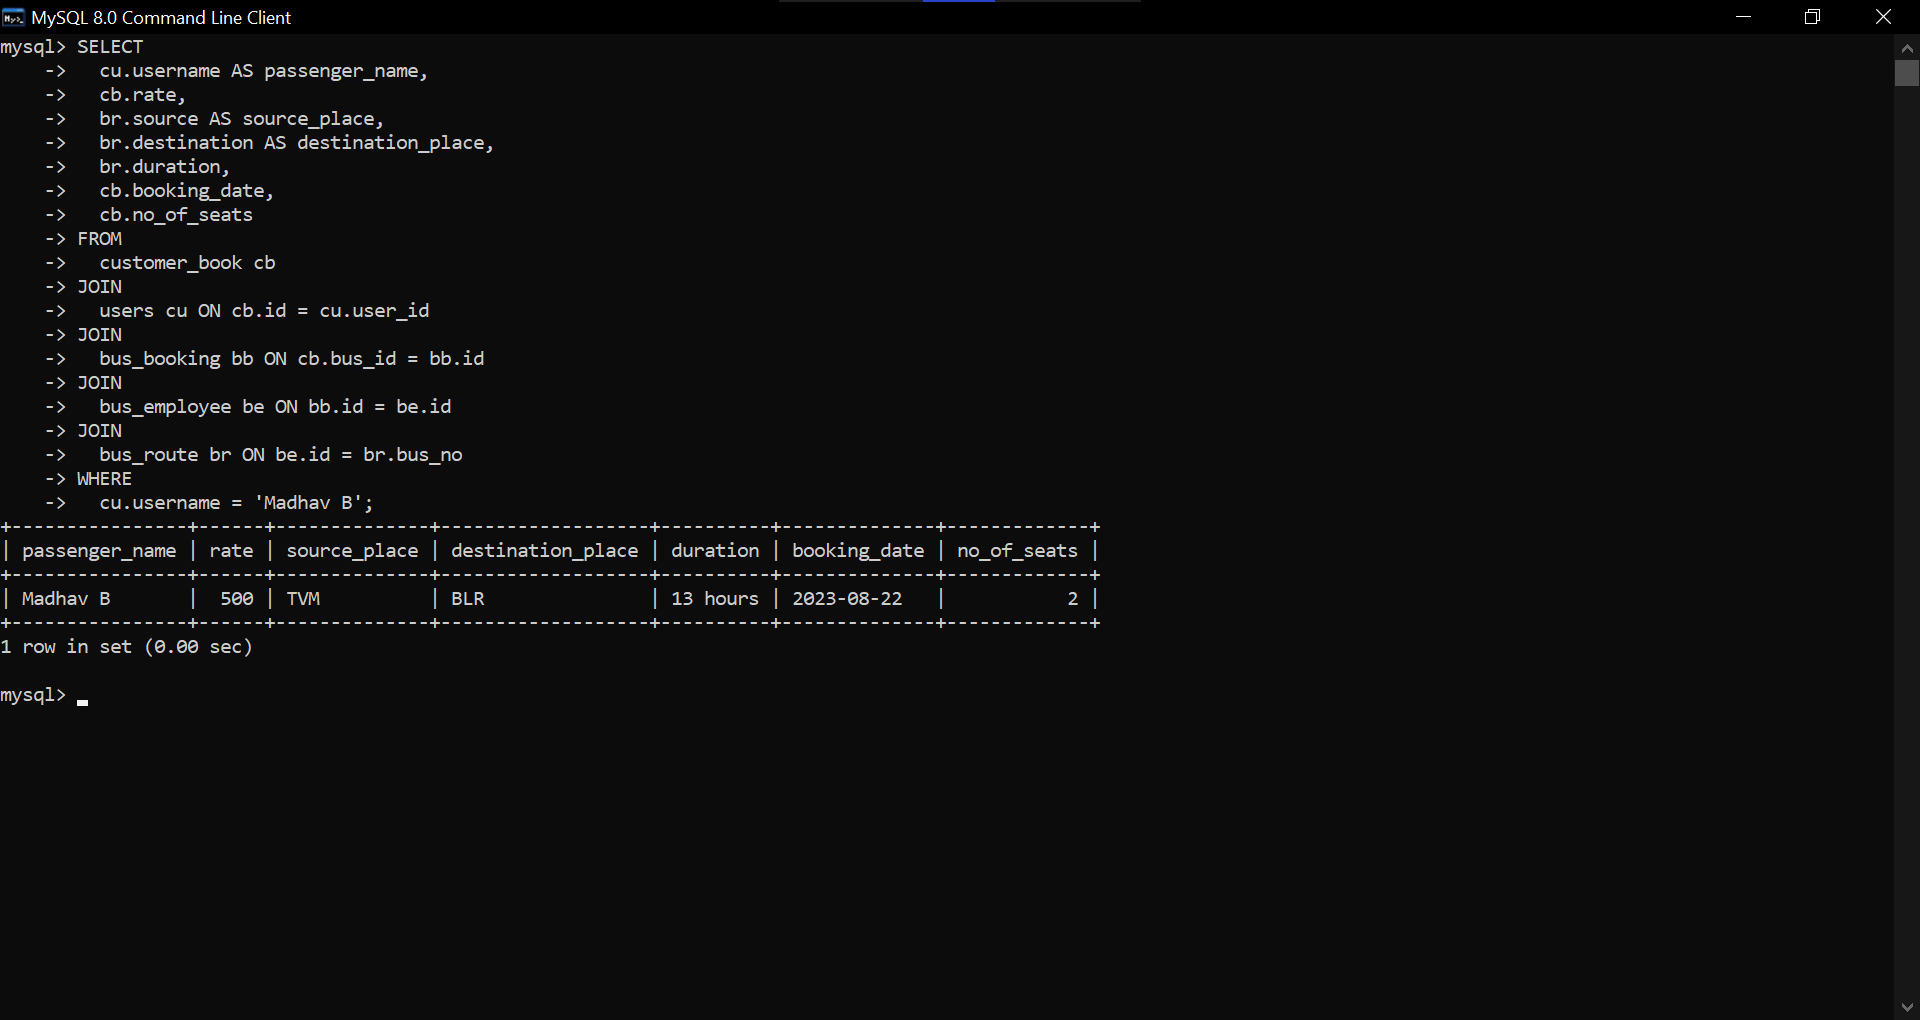 MySQL 8.0 Command Line Client
mysql> SELECT
    ->   cu.username AS passenger_name,
    ->   cb.rate,
    ->   br.source AS source_place,
    ->   br.destination AS destination_place,
    ->   br.duration,
    ->   cb.booking_date,
    ->   cb.no_of_seats
    -> FROM
    ->   customer_book cb
    -> JOIN
    ->   users cu ON cb.id = cu.user_id
    -> JOIN
    ->   bus_booking bb ON cb.bus_id = bb.id
    -> JOIN
    ->   bus_employee be ON bb.id = be.id
    -> JOIN
    ->   bus_route br ON be.id = br.bus_no
    -> WHERE
    ->   cu.username = 'Madhav B';
+----------------+------+--------------+-------------------+----------+--------------+-------------+
| passenger_name | rate | source_place | destination_place | duration | booking_date | no_of_seats |
+----------------+------+--------------+-------------------+----------+--------------+-------------+
| Madhav B       |  500 | TVM          | BLR               | 13 hours | 2023-08-22   |           2 |
+----------------+------+--------------+-------------------+----------+--------------+-------------+
1 row in set (0.00 sec)
mysql>